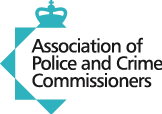 Association of
Police and Crime
Commissioners